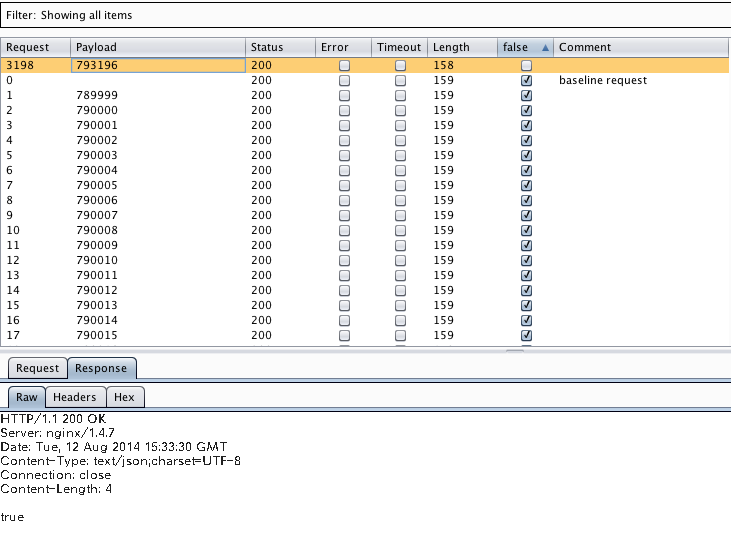 Filter: Showing all items
Request Payload Status Error Timeout Length false Comment
3198 793196 200 158
0 200 159 baseline request
1 789999 200 159
2 790000 200 159
3 790001 200 159
4 790002 200 159
5 790003 200 159
6 790004 200 159
7 790005 200 159
8 790006 200 159
9 790007 200 159
10 790008 200 159
11 790009 200 159
12 790010 200 159
13 790011 200 159
14 790012 200 159
15 790013 200 159
16 790014 200 159
17 790015 200 159
Request Response
Raw Headers Hex
HTTP/1.1 200 OK
Server: nginx/1.4.7
Date: Tue, 12 Aug 2014 15:33:30 GMT
Content-Type: text/json;charset=UTF-8
Connection: close
Content-Length: 4
true